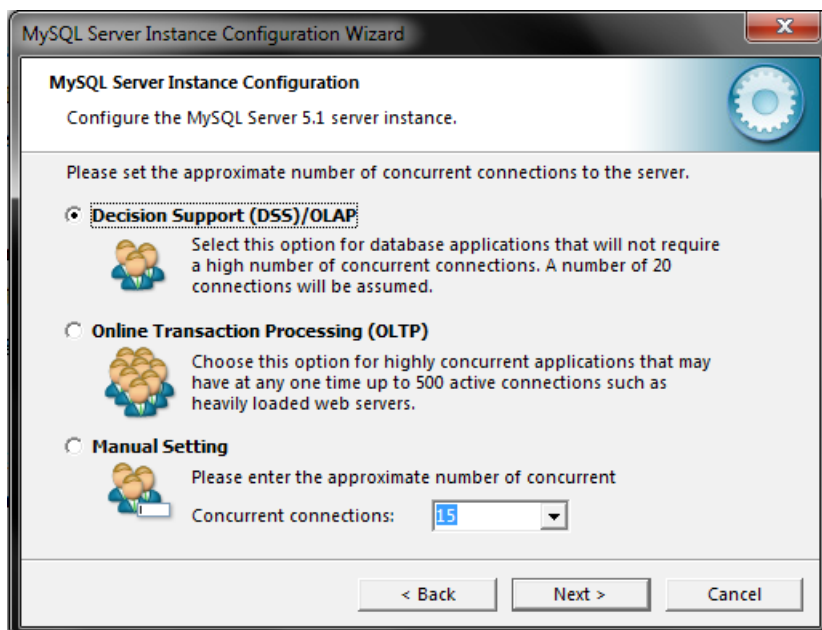 MySQL Server Instance Configuration Wizard
MySQL Server Instance Configuration
Configure the MySQL Server 5.1 server instance.
Please set the approximate number of concurrent connections to the server.
Decision Support (DSS)/OLAP
Select this option for database applications that will not require
a high number of concurrent connections. A number of 20
connections will be assumed.
Online Transaction Processing (OLTP)
Choose this option for highly concurrent applications that may
have at any one time up to 500 active connections such as
heavily loaded web servers.
Manual Setting
Please enter the approximate number of concurrent
Concurrent connections: 15
< Back Next > Cancel